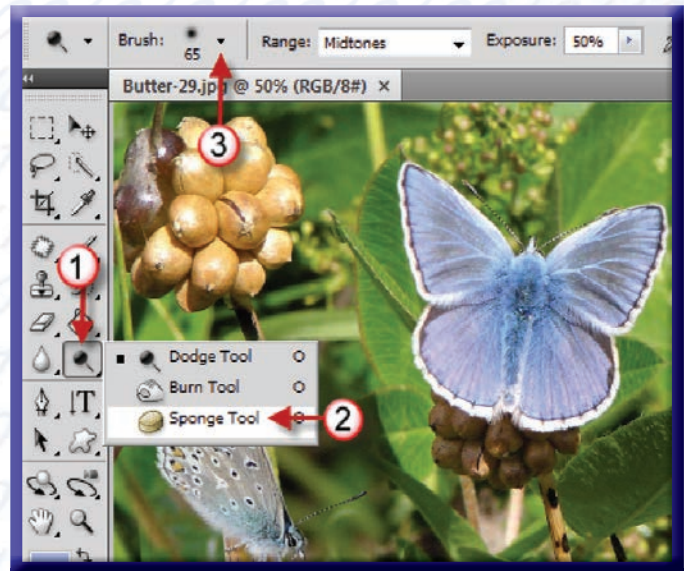 Brush: 65 Range: Midtones Exposure: 50%
Butter-29.jpg @ 50% (RGB/8#) ×
3
1
Dodge Tool O
Burn Tool O
Sponge Tool 2
T